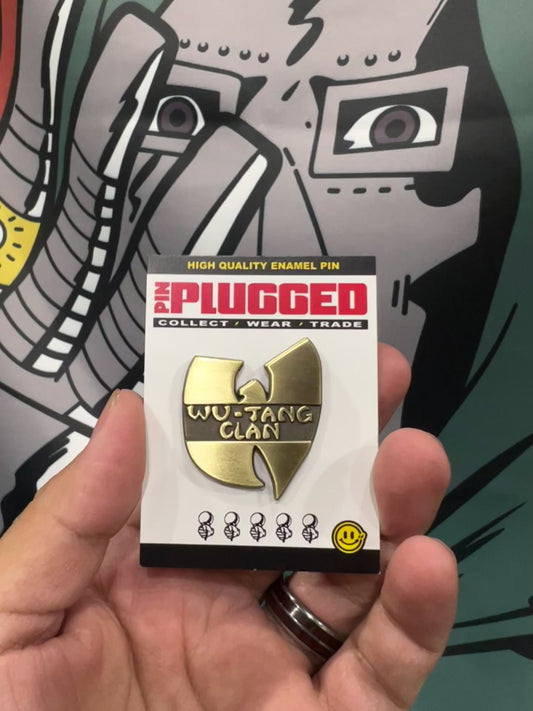 HIGH QUALITY ENAMEL PIN
PIN PLUGGED
COLLECT / WEAR / TRADE
WU-TANG
CLAN